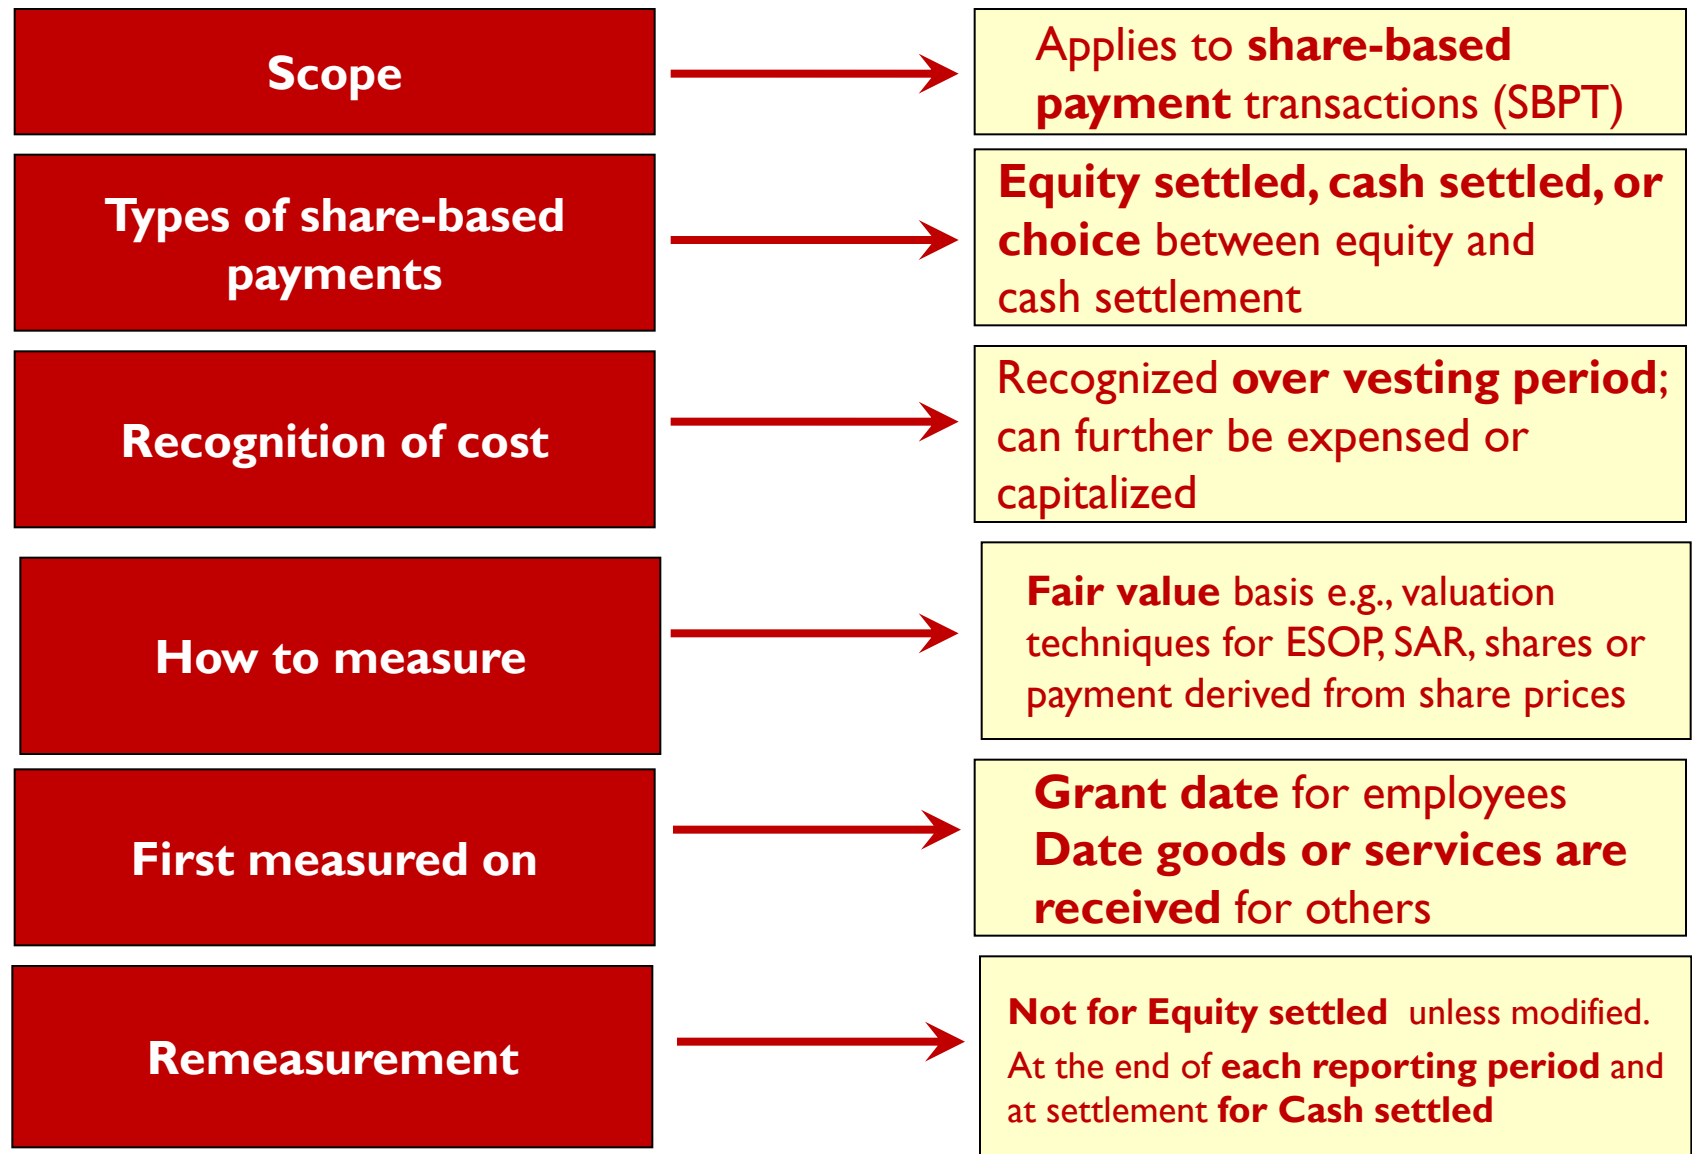 Scope
Applies to share-based
payment transactions (SBPT)
Types of share-based
payments
Equity settled, cash settled, or
choice between equity and
cash settlement
Recognition of cost
Recognized over vesting period;
can further be expensed or
capitalized
How to measure
Fair value basis e.g., valuation
techniques for ESOP, SAR, shares or
payment derived from share prices
First measured on
Grant date for employees
Date goods or services are
received for others
Remeasurement
Not for Equity settled unless modified.
At the end of each reporting period and
at settlement for Cash settled